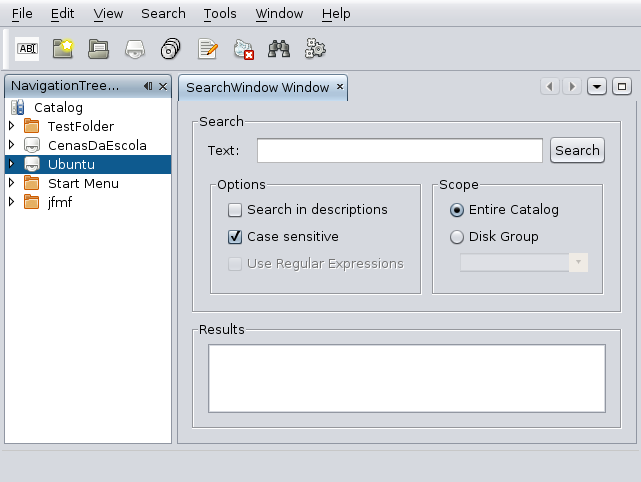 File Edit View Search Tools Window Help
ABC
NavigationTree...
SearchWindow Window
Catalog
TestFolder
CenasDaEscola
Ubuntu
Start Menu
jfmf
Search
Text:
Search
Options
Search in descriptions
Case sensitive
Use Regular Expressions
Scope
Entire Catalog
Disk Group
Results